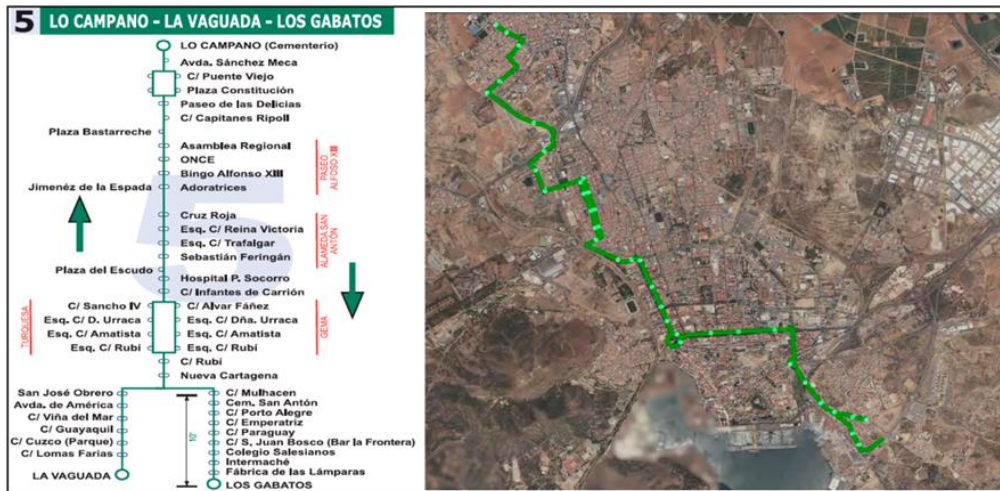 5 LO CAMPANO – LA VAGUADA – LOS GABATOS
LO CAMPANO (Cementerio)
Avda. Sánchez Meca
C/ Puente Viejo
Plaza Constitución
Paseo de las Delicias
C/ Capitanes Ripoll
Plaza Bastarreche
Asamblea Regional
ONCE
Bingo Alfonso XIII
Jimenéz de la Espada
Adoratrices
PASEO
ALFOSO XIII
5
Cruz Roja
Esq. C/ Reina Victoria
Esq. C/ Trafalgar
Sebastián Feringán
ALAMEDA SAN
ANTÓN
Plaza del Escudo
Hospital P. Socorro
C/ Infantes de Carrión
TURQUESA
C/ Sancho IV
Esq. C/ D. Urraca
Esq. C/ Amatista
Esq. C/ Rubí
C/ Alvar Fáñez
Esq. C/ Dña. Urraca
Esq. C/ Amatista
Esq. C/ Rubí
GEMA
C/ Rubí
Nueva Cartagena
San José Obrero
Avda. de América
C/ Viña del Mar
C/ Guayaquil
C/ Cuzco (Parque)
C/ Lomas Farias
LA VAGUADA
10'
C/ Mulhacen
Cem. San Antón
C/ Porto Alegre
C/ Emperatriz
C/ Paraguay
C/ S, Juan Bosco (Bar la Frontera)
Colegio Salesianos
Intermaché
Fábrica de las Lámparas
LOS GABATOS